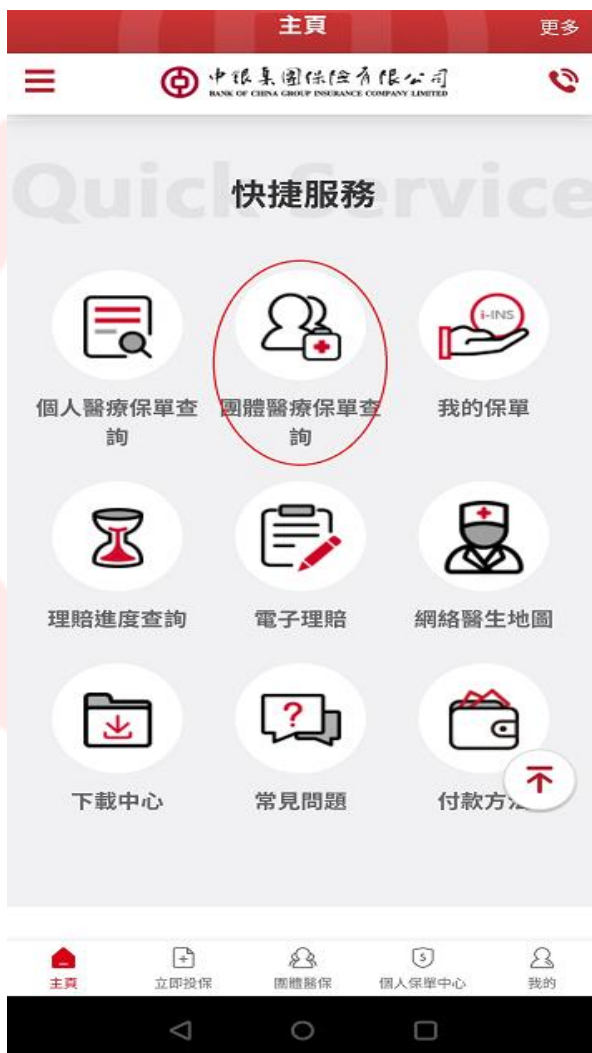 主頁
更多
中銀集團保險有限公司
BANK OF CHINA GROUP INSURANCE COMPANY LIMITED
Quick Service
快捷服務
i-INS
個人醫療保單查
詢
團體醫療保單查
詢
我的保單
理賠進度查詢
電子理賠
網絡醫生地圖
?
下載中心
常見問題
付款方法
主頁
立即投保
團體醫保
個人保單中心
我的